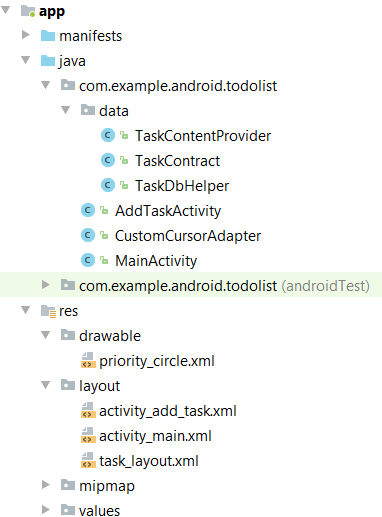 app
manifests
java
com.example.android.todolist
data
TaskContentProvider
TaskContract
TaskDbHelper
AddTaskActivity
CustomCursorAdapter
MainActivity
com.example.android.todolist (androidTest)
res
drawable
priority_circle.xml
layout
activity_add_task.xml
activity_main.xml
task_layout.xml
mipmap
values